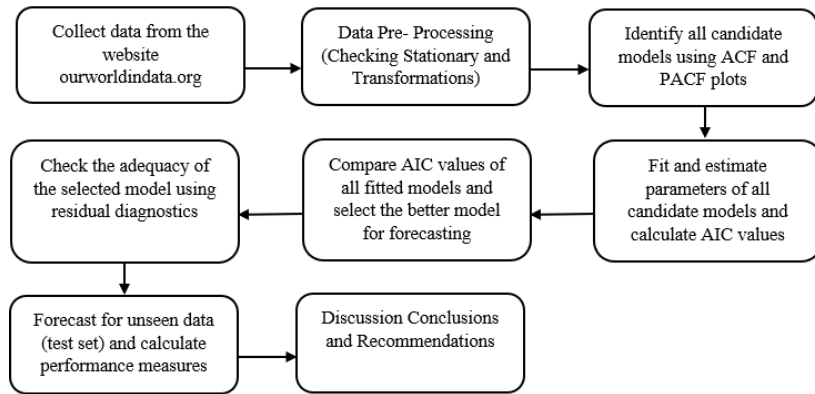 Collect data from the
website
ourworldindata.org
Data Pre- Processing
(Checking Stationary and
Transformations)
Identify all candidate
models using ACF and
PACF plots
Fit and estimate
parameters of all
candidate models and
calculate AIC values
Compare AIC values of
all fitted models and
select the better model
for forecasting
Check the adequacy of
the selected model using
residual diagnostics
Forecast for unseen data
(test set) and calculate
performance measures
Discussion Conclusions
and Recommendations